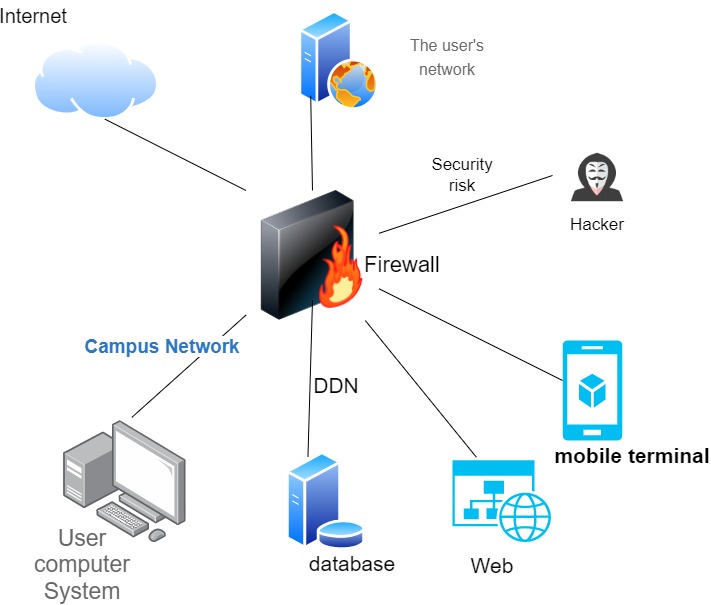 Internet
The user's
network
Security
risk
Hacker
Firewall
Campus Network
DDN
mobile terminal
User
computer
System
database
Web